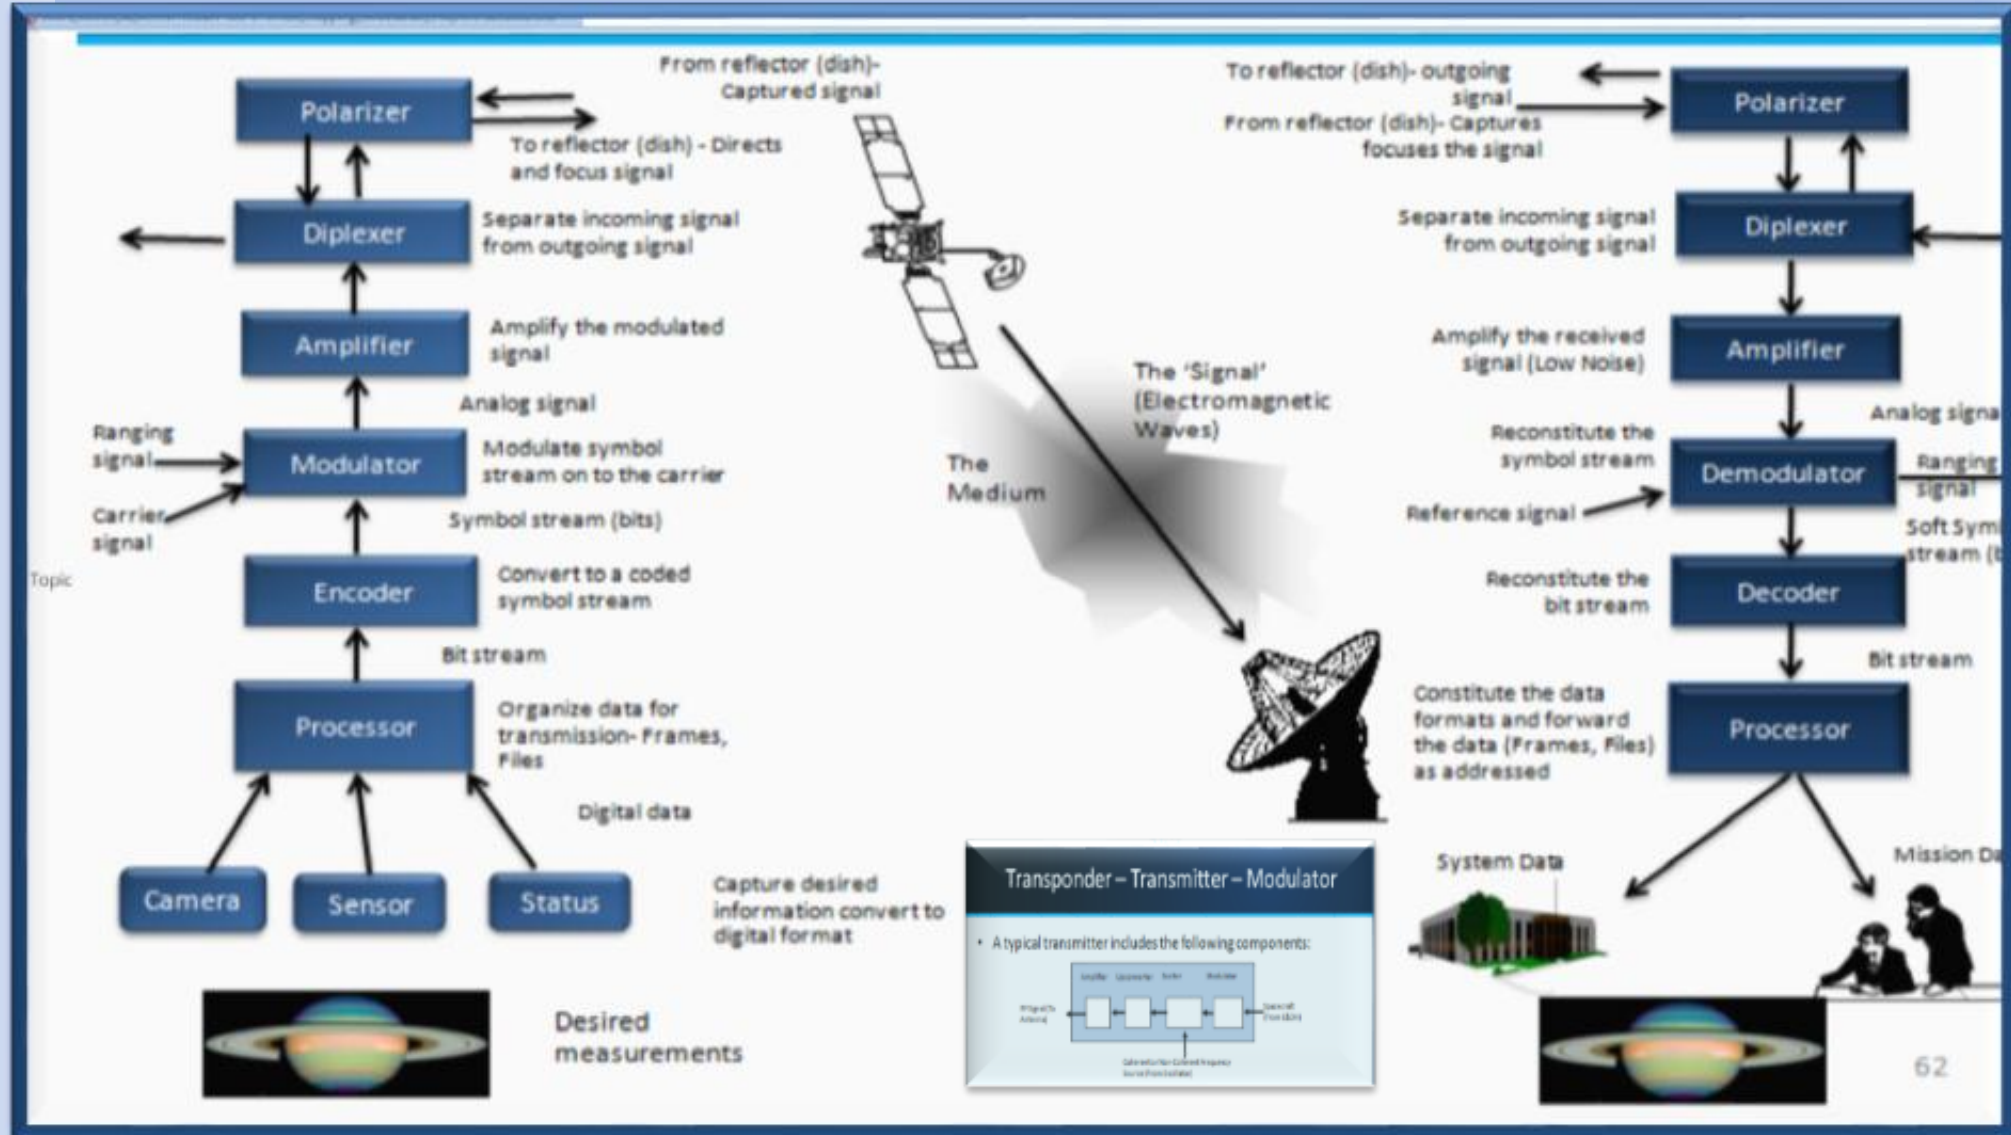 From reflector (dish)-
Captured signal
Polarizer
To reflector (dish) - Directs
and focus signal
Diplexer
Separate incoming signal
from outgoing signal
Amplifier
Amplify the modulated
signal
Analog signal
Ranging
signal
Modulator
Modulate symbol
stream on to the carrier
Carrier
signal
Symbol stream (bits)
Topic
Encoder
Convert to a coded
symbol stream
Bit stream
Processor
Organize data for
transmission- Frames,
Files
Digital data
Camera
Sensor
Status
Capture desired
information convert to
digital format
Desired
measurements
The 'Signal'
(Electromagnetic
Waves)
The
Medium
Transponder – Transmitter – Modulator
• A typical transmitter includes the following components:
To reflector (dish)- outgoing
signal
From reflector (dish)- Captures
focuses the signal
Polarizer
Separate incoming signal
from outgoing signal
Diplexer
Amplify the received
signal (Low Noise)
Amplifier
Analog signa
Reconstitute the
symbol stream
Demodulator
Ranging
signal
Reference signal
Soft Sym
stream (b
Reconstitute the
bit stream
Decoder
Bit stream
Constitute the data
formats and forward
the data (Frames, Files)
as addressed
Processor
System Data
Mission Da
62